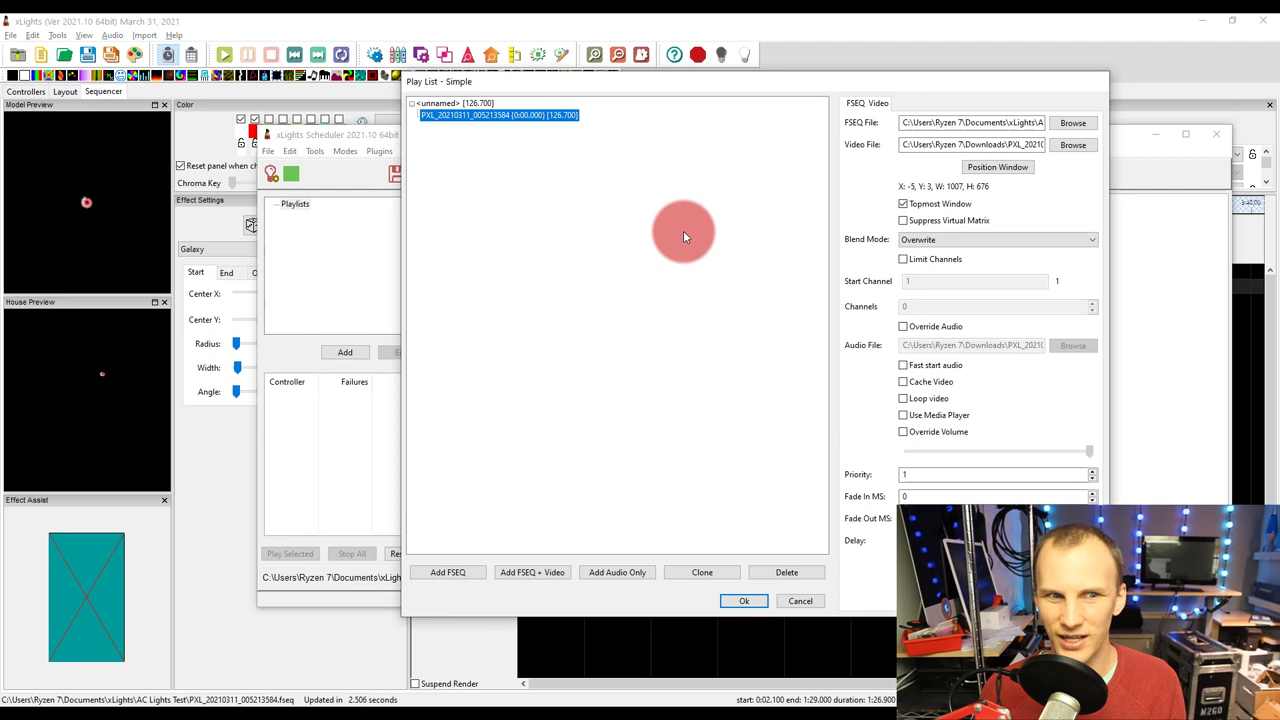 xLights (Ver 2021.10 64bit) March 31, 2021
File Edit Tools View Audio Import Help
Controllers Layout Sequencer
Model Preview
Color
Reset panel when ch
Chroma Key
Effect Settings
Galaxy
Start End O
Center X:
Center Y:
Radius:
Width:
Angle:
House Preview
Effect Assist
xLights Scheduler 2021.10 64bit
File Edit Tools Modes Plugins
Playlists
Add
Controller Failures
Play Selected Stop All Res
C:\Users\Ryzen 7\Documents\xLights
Play List - Simple
<unnamed> [126.700]
PXL_20210311_005213584 {0:00.000} [126.700]
Add FSEQ Add FSEQ + Video Add Audio Only Clone Delete
Ok Cancel
FSEQ Video
FSEQ File: C:\Users\Ryzen 7\Documents\xLights\A Browse
Video File: C:\Users\Ryzen 7\Downloads\PXL_2021( Browse
Position Window
X: -5, Y: 3, W: 1007, H: 676
Topmost Window
Suppress Virtual Matrix
Blend Mode: Overwrite
Limit Channels
Start Channel 1 1
Channels 0
Override Audio
Audio File: C:\Users\Ryzen 7\Downloads\PXL_2021( Browse
Fast start audio
Cache Video
Loop video
Use Media Player
Override Volume
Priority: 1
Fade In MS: 0
Fade Out MS:
Delay:
3:40.00
Suspend Render
C:\Users\Ryzen 7\Documents\xLights\AC Lights Test\PXL_20210311_005213584.fseq Updated in 2.506 seconds
start: 0:02.100 end: 1:29.000 duration: 1:26.900